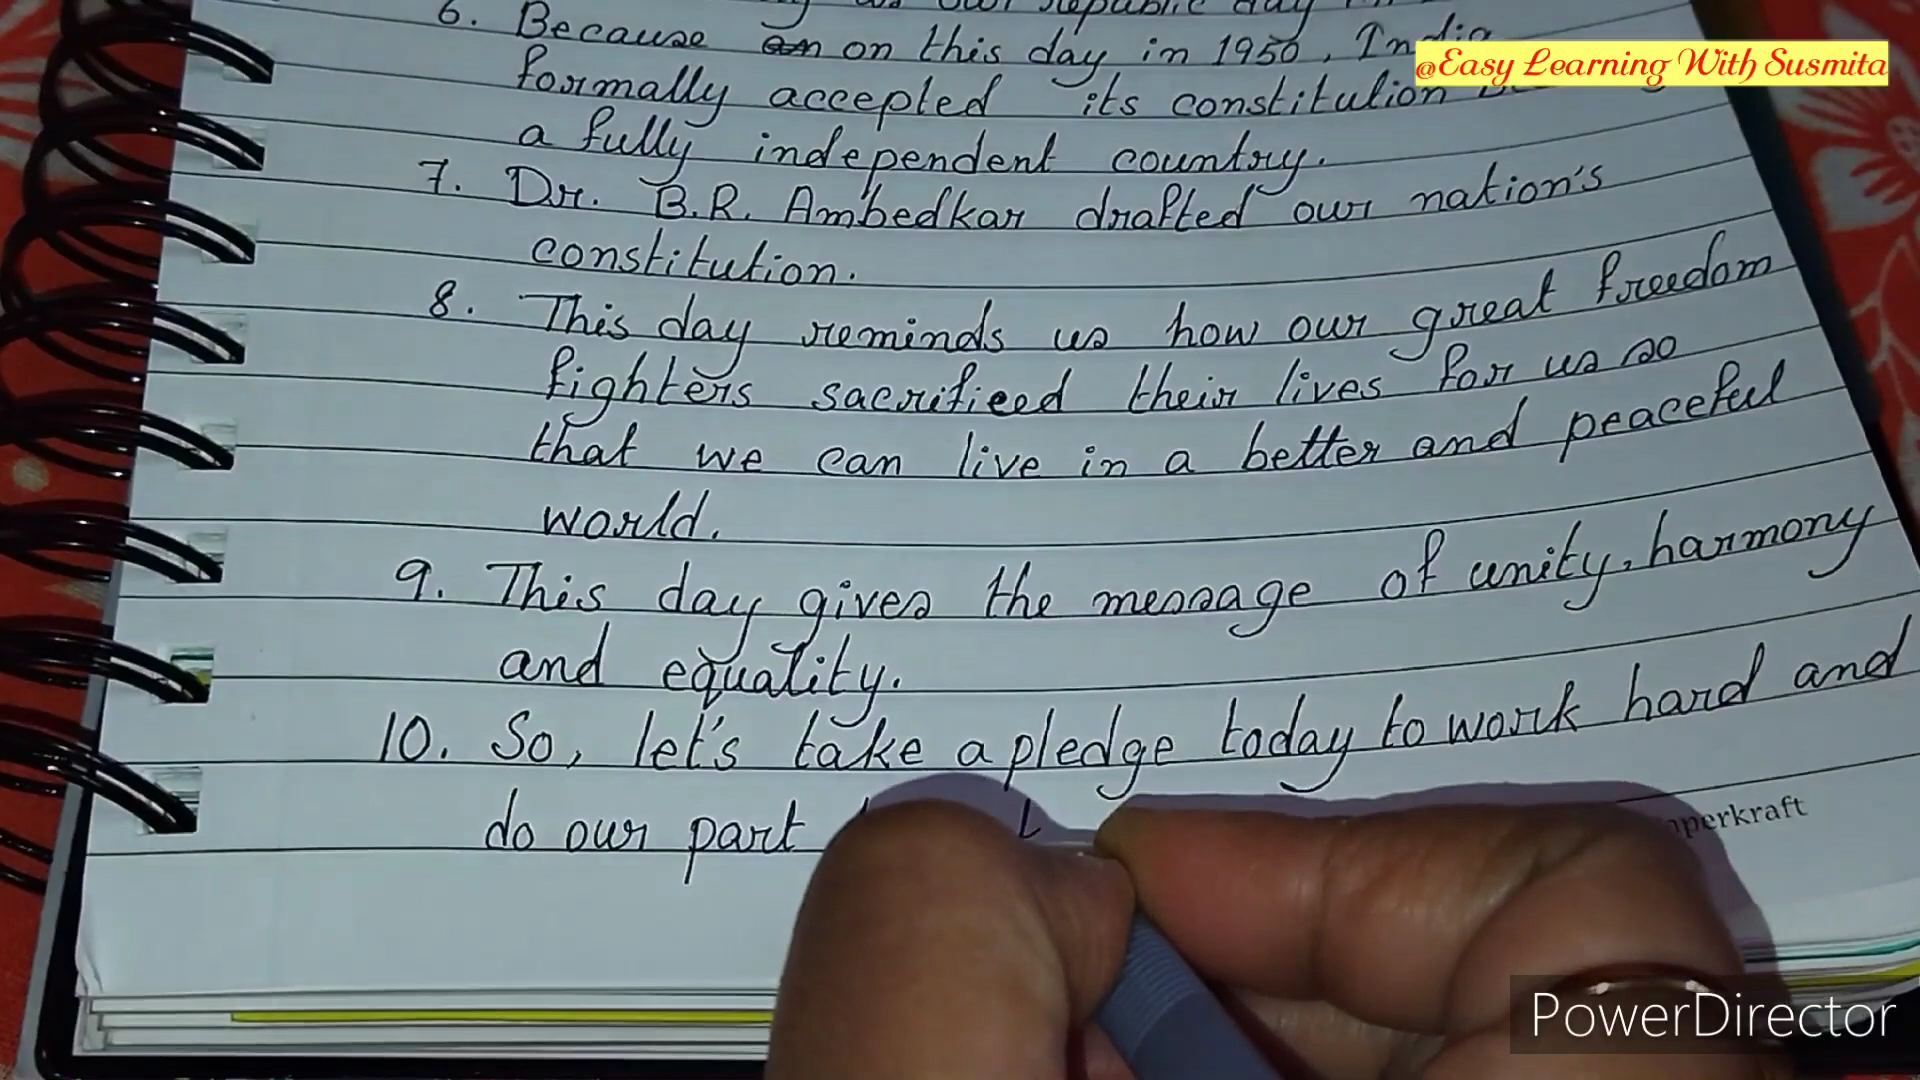 our republic day
6. Because on on this day in 1950, India
@Easy Learning With Susmita
formally accepted its constitution
a fully independent country.
7. Dr. B.R. Ambedkar drafted our nation's
constitution.
8. This day reminds us how our great freedom
fighters sacrificed their lives for us so
that we can live in a better and peaceful
world.
9. This day gives the message of unity, harmony
and equality.
10. So, let's take a pledge today to work hard and
do our part
perkraft
PowerDirector